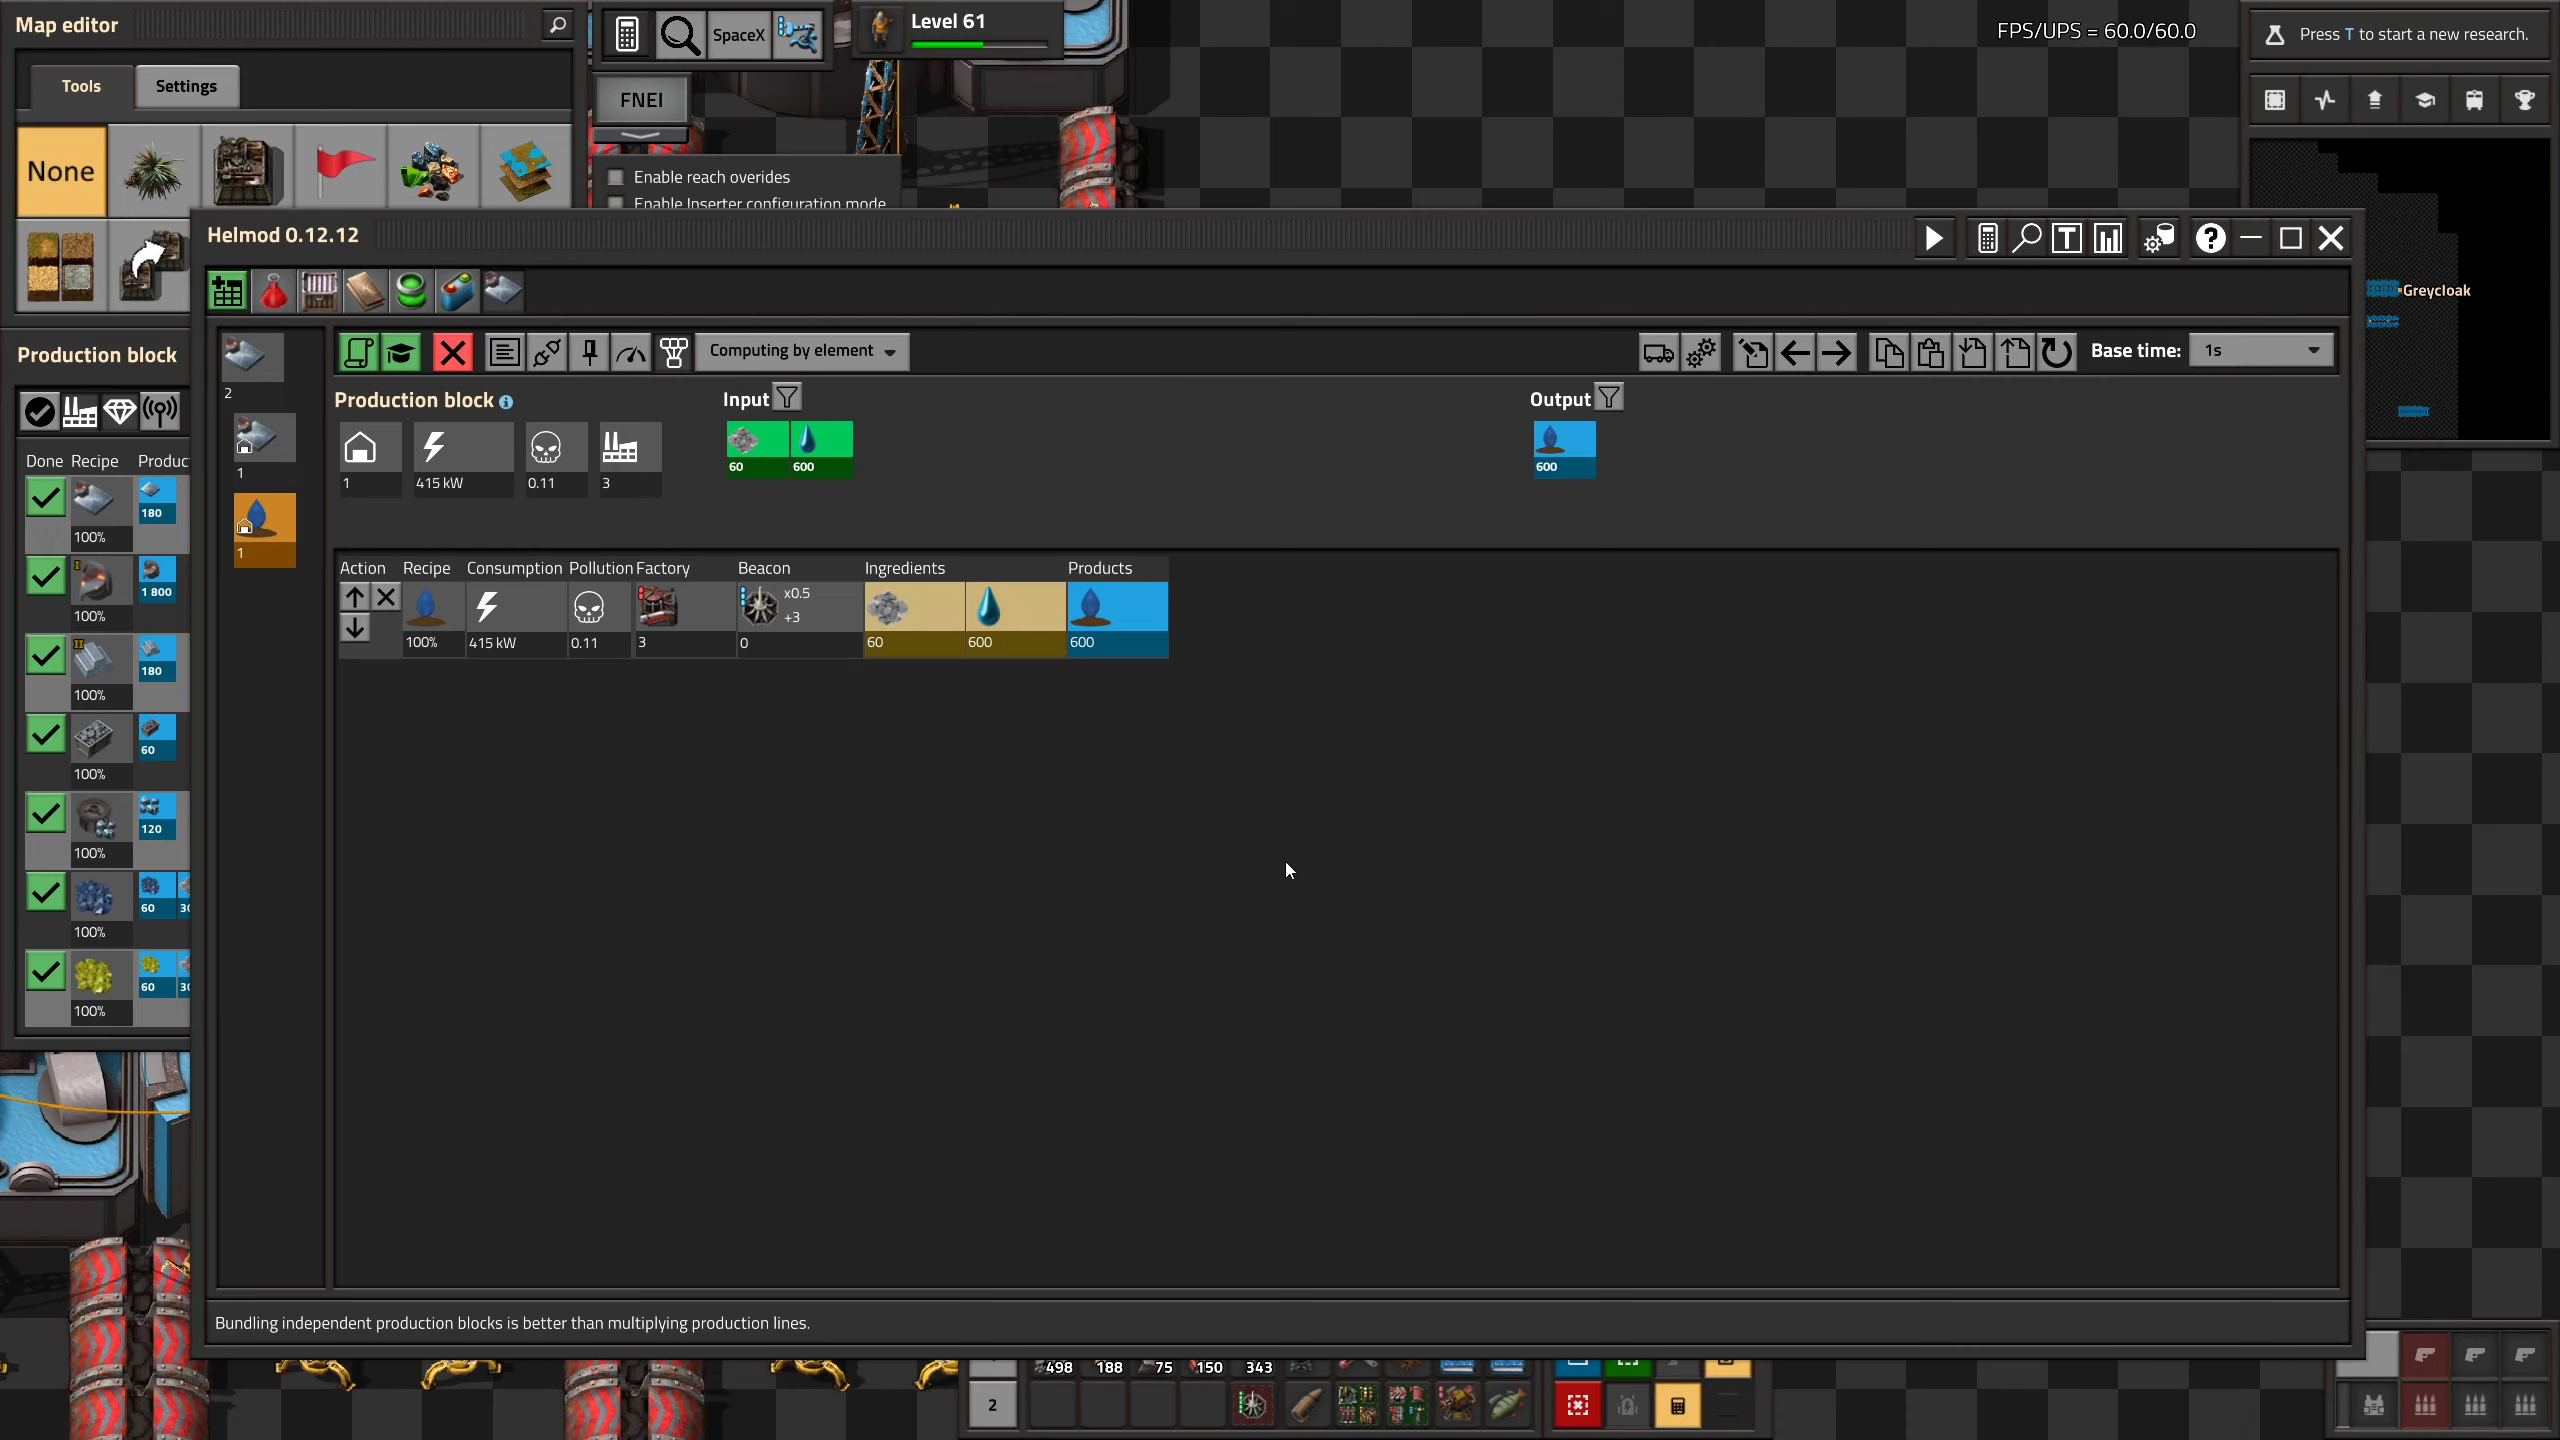 Map editor
Tools
Settings
None
SpaceX
Level 61
FNEI
Enable reach overides
Enable Inserter configuration mode
FPS/UPS = 60.0/60.0
Press T to start a new research.
Greycloak
Production block
Done Recipe Produc
180
100%
I
1 800
100%
II
180
100%
60
100%
120
100%
60 30
100%
60 30
100%
Helmod 0.12.12
2
1
1
Computing by element
Base time: 1s
Production block
1
415 kW
0.11
3
Input
60
600
Output
600
Action Recipe Consumption Pollution Factory Beacon Ingredients Products
x0.5
+3
100% 415 kW 0.11 3 0 60 600 600
Bundling independent production blocks is better than multiplying production lines.
498 188 75 150 343
2